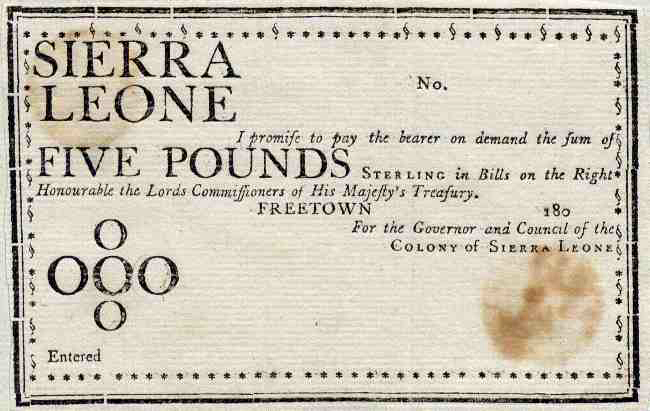 SIERRA
LEONE
No.
I promiſe to pay the bearer on demand the ſum of
FIVE POUNDS STERLING in Bills on the Right
Honourable the Lords Commiſſioners of His Majeſty's Treaſury.
FREETOWN 180
For the Governor and Council of the
COLONY of SIERRA LEONE
O
OOO
O
Entered